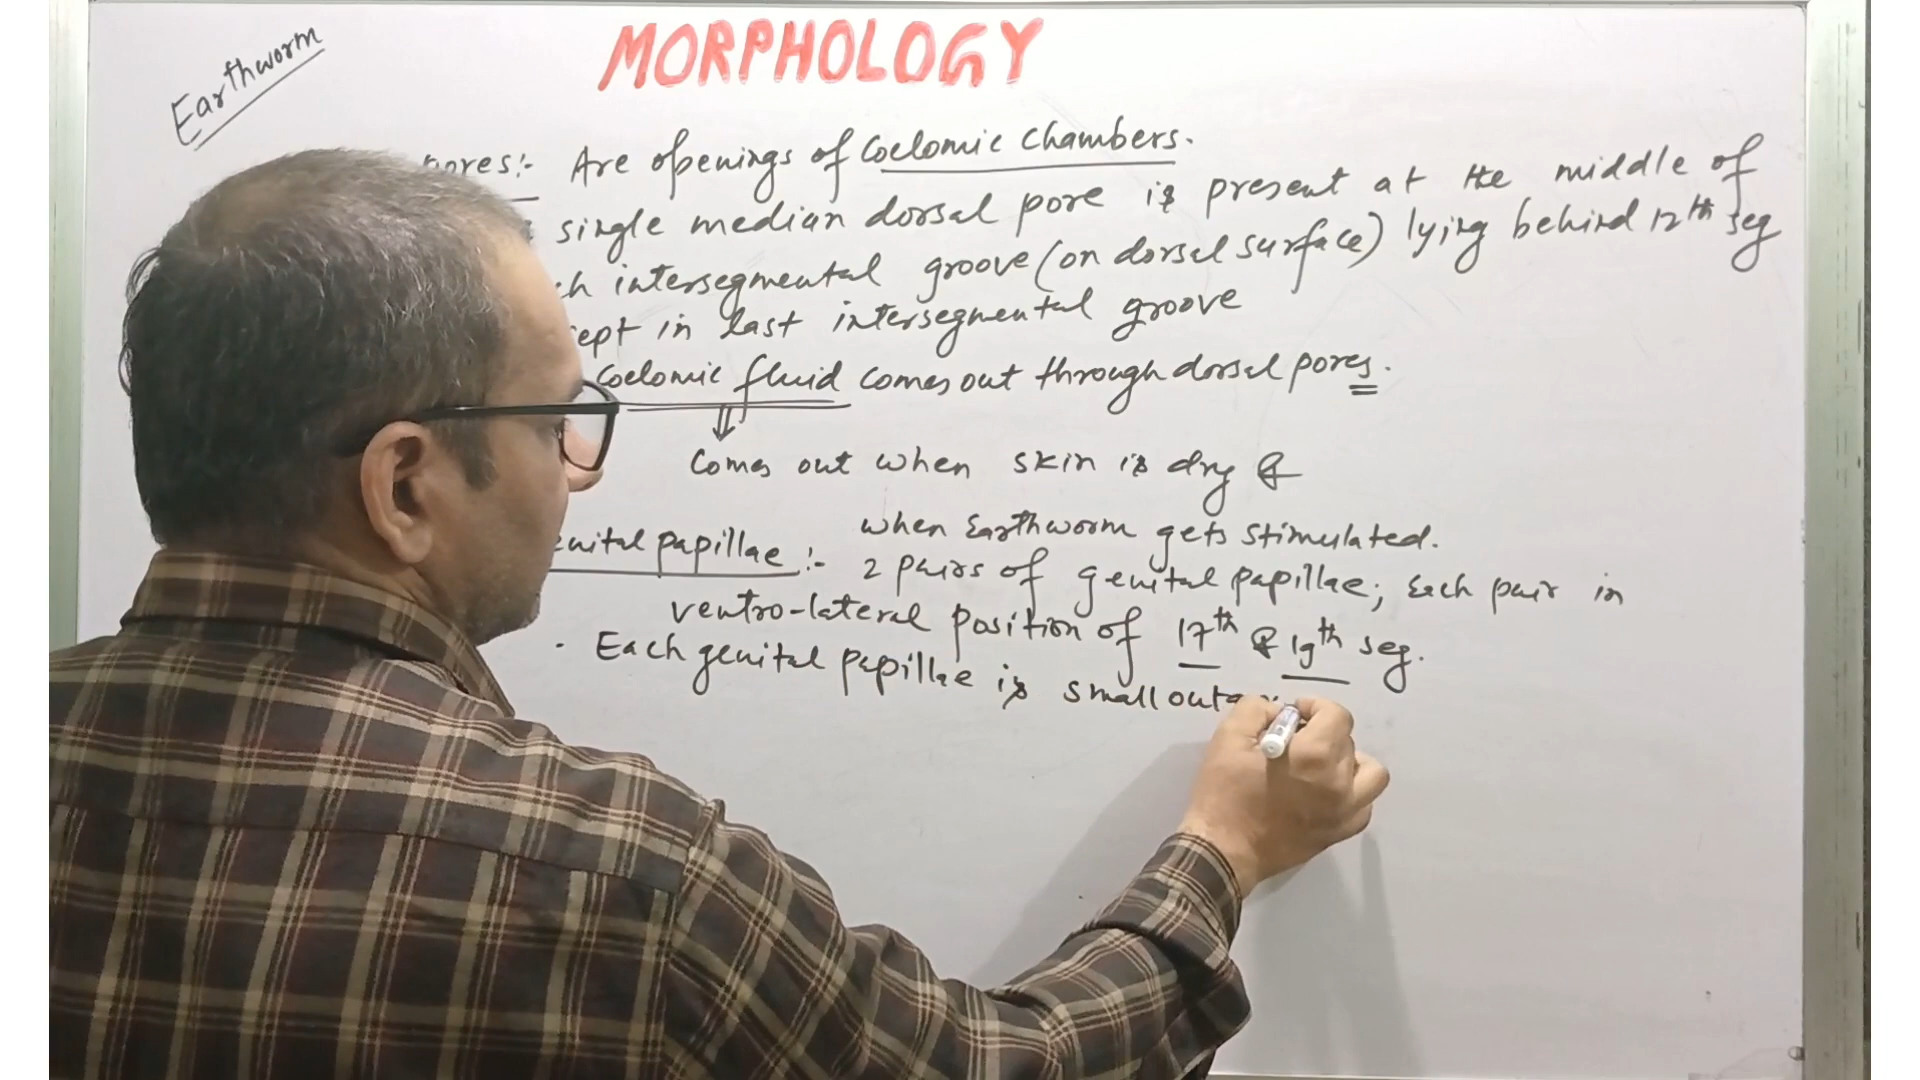 Earthworm
MORPHOLOGY
pores:- Are openings of Coelomic Chambers.
single median dorsal pore is present at the middle of
intersegmental groove (on dorsal surface) lying behind 12th seg
ept in last intersegmental groove
Coelomic fluid comes out through dorsal pores.
⇓
Comes out when skin is dry &
when Earthworm gets stimulated.
enital papillae :- 2 pairs of genital papillae; Each pair in
ventro-lateral position of 17th & 19th seg.
· Each genital papillae is small